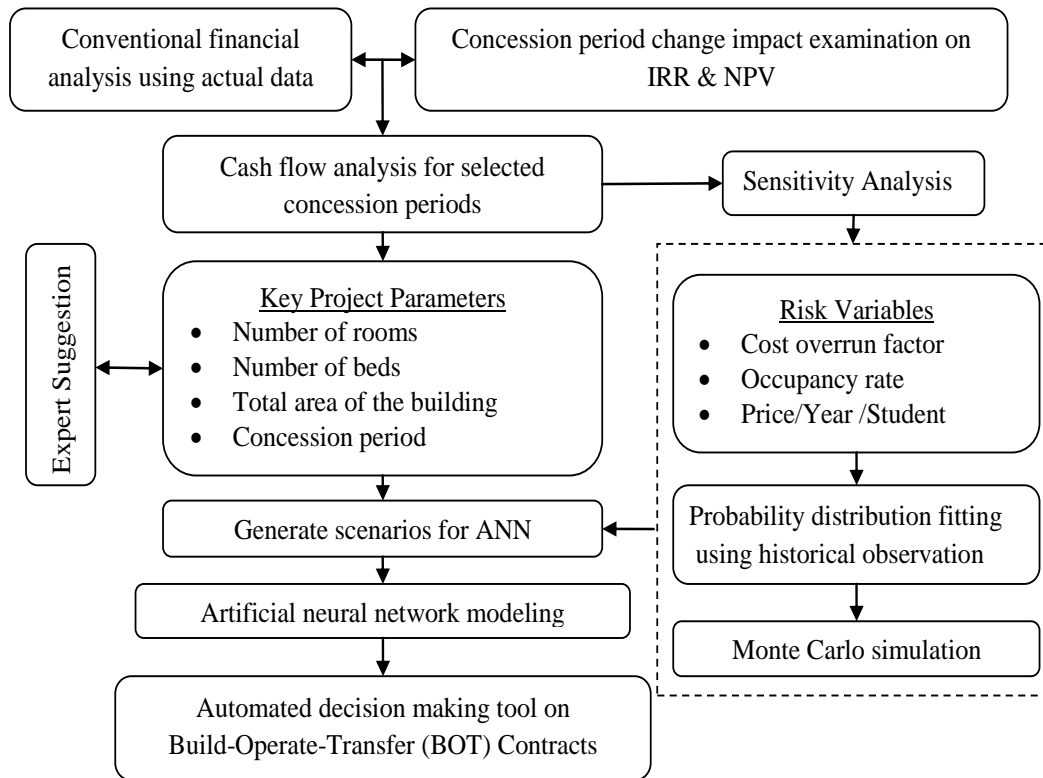 Conventional financial
analysis using actual data
Concession period change impact examination on
IRR & NPV
Cash flow analysis for selected
concession periods
Sensitivity Analysis
Expert Suggestion
Key Project Parameters
• Number of rooms
• Number of beds
• Total area of the building
• Concession period
Risk Variables
• Cost overrun factor
• Occupancy rate
• Price/Year /Student
Generate scenarios for ANN
Probability distribution fitting
using historical observation
Artificial neural network modeling
Monte Carlo simulation
Automated decision making tool on
Build-Operate-Transfer (BOT) Contracts